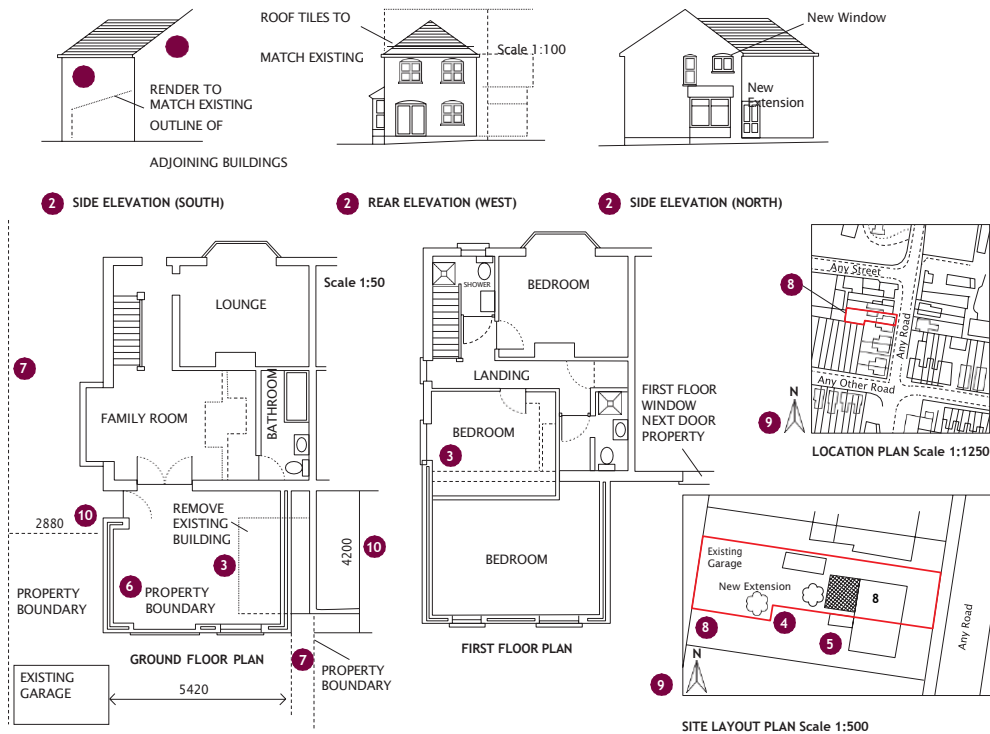 ROOF TILES TO
MATCH EXISTING
Scale 1:100
New Window
New
Extension
RENDER TO
MATCH EXISTING
OUTLINE OF
ADJOINING BUILDINGS
2 SIDE ELEVATION (SOUTH)
2 REAR ELEVATION (WEST)
2 SIDE ELEVATION (NORTH)
7
LOUNGE
Scale 1:50
FAMILY ROOM
BATHROOM
10
2880
REMOVE
EXISTING
BUILDING
3
4200
10
6
PROPERTY
BOUNDARY
PROPERTY
BOUNDARY
GROUND FLOOR PLAN
7
PROPERTY
BOUNDARY
EXISTING
GARAGE
5420
SHOWER
BEDROOM
LANDING
BEDROOM
3
FIRST FLOOR
WINDOW
NEXT DOOR
PROPERTY
BEDROOM
FIRST FLOOR PLAN
8
Any Street
Any Road
Any Other Road
N
9
LOCATION PLAN Scale 1:1250
Existing
Garage
New Extension
8
8
4
5
Any Road
N
9
SITE LAYOUT PLAN Scale 1:500